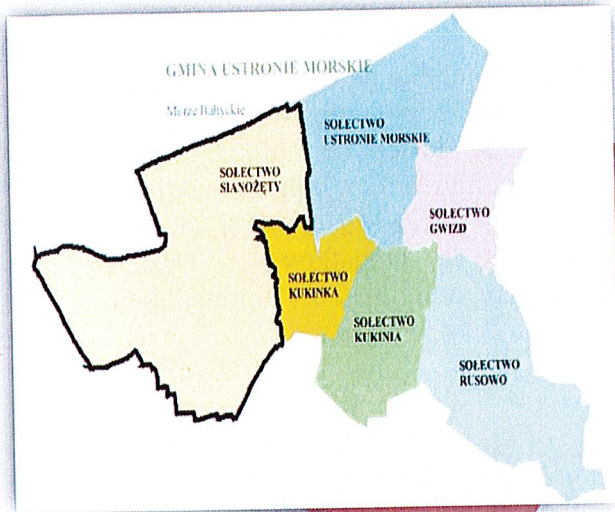 GMINA USTRONIE MORSKIE
Morze Bałtyckie
SOŁECTWO
USTRONIE MORSKIE
SOŁECTWO
SIANOŻĘTY
SOŁECTWO
GWIZD
SOŁECTWO
KUKINKA
SOŁECTWO
KUKINIA
SOŁECTWO
RUSOWO